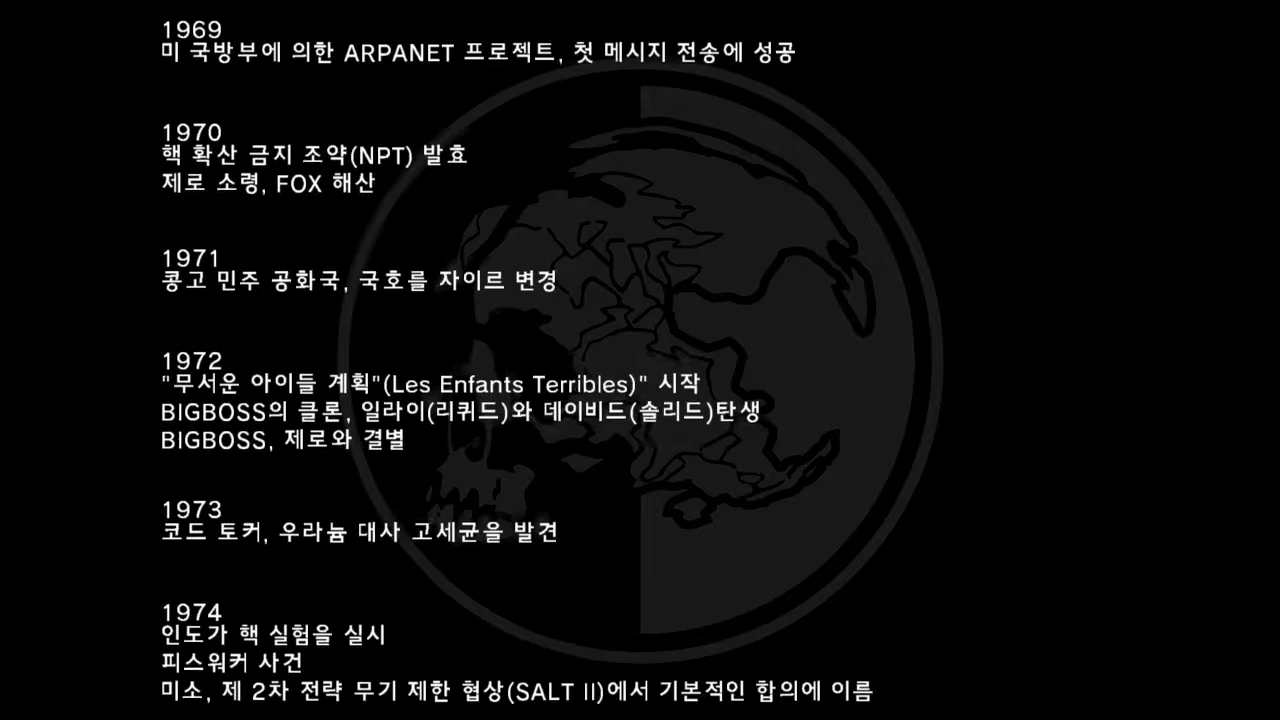 1969
미 국방부에 의한 ARPANET 프로젝트, 첫 메시지 전송에 성공
1970
핵 확산 금지 조약(NPT) 발효
제로 소령, FOX 해산
1971
콩고 민주 공화국, 국호를 자이르 변경
1972
"무서운 아이들 계획"(Les Enfants Terribles)" 시작
BIGBOSS의 클론, 일라이(리퀴드)와 데이비드(솔리드)탄생
BIGBOSS, 제로와 결별
1973
코드 토커, 우라늄 대사 고세균을 발견
1974
인도가 핵 실험을 실시
피스워커 사건
미소, 제 2차 전략 무기 제한 협상(SALT II)에서 기본적인 합의에 이름